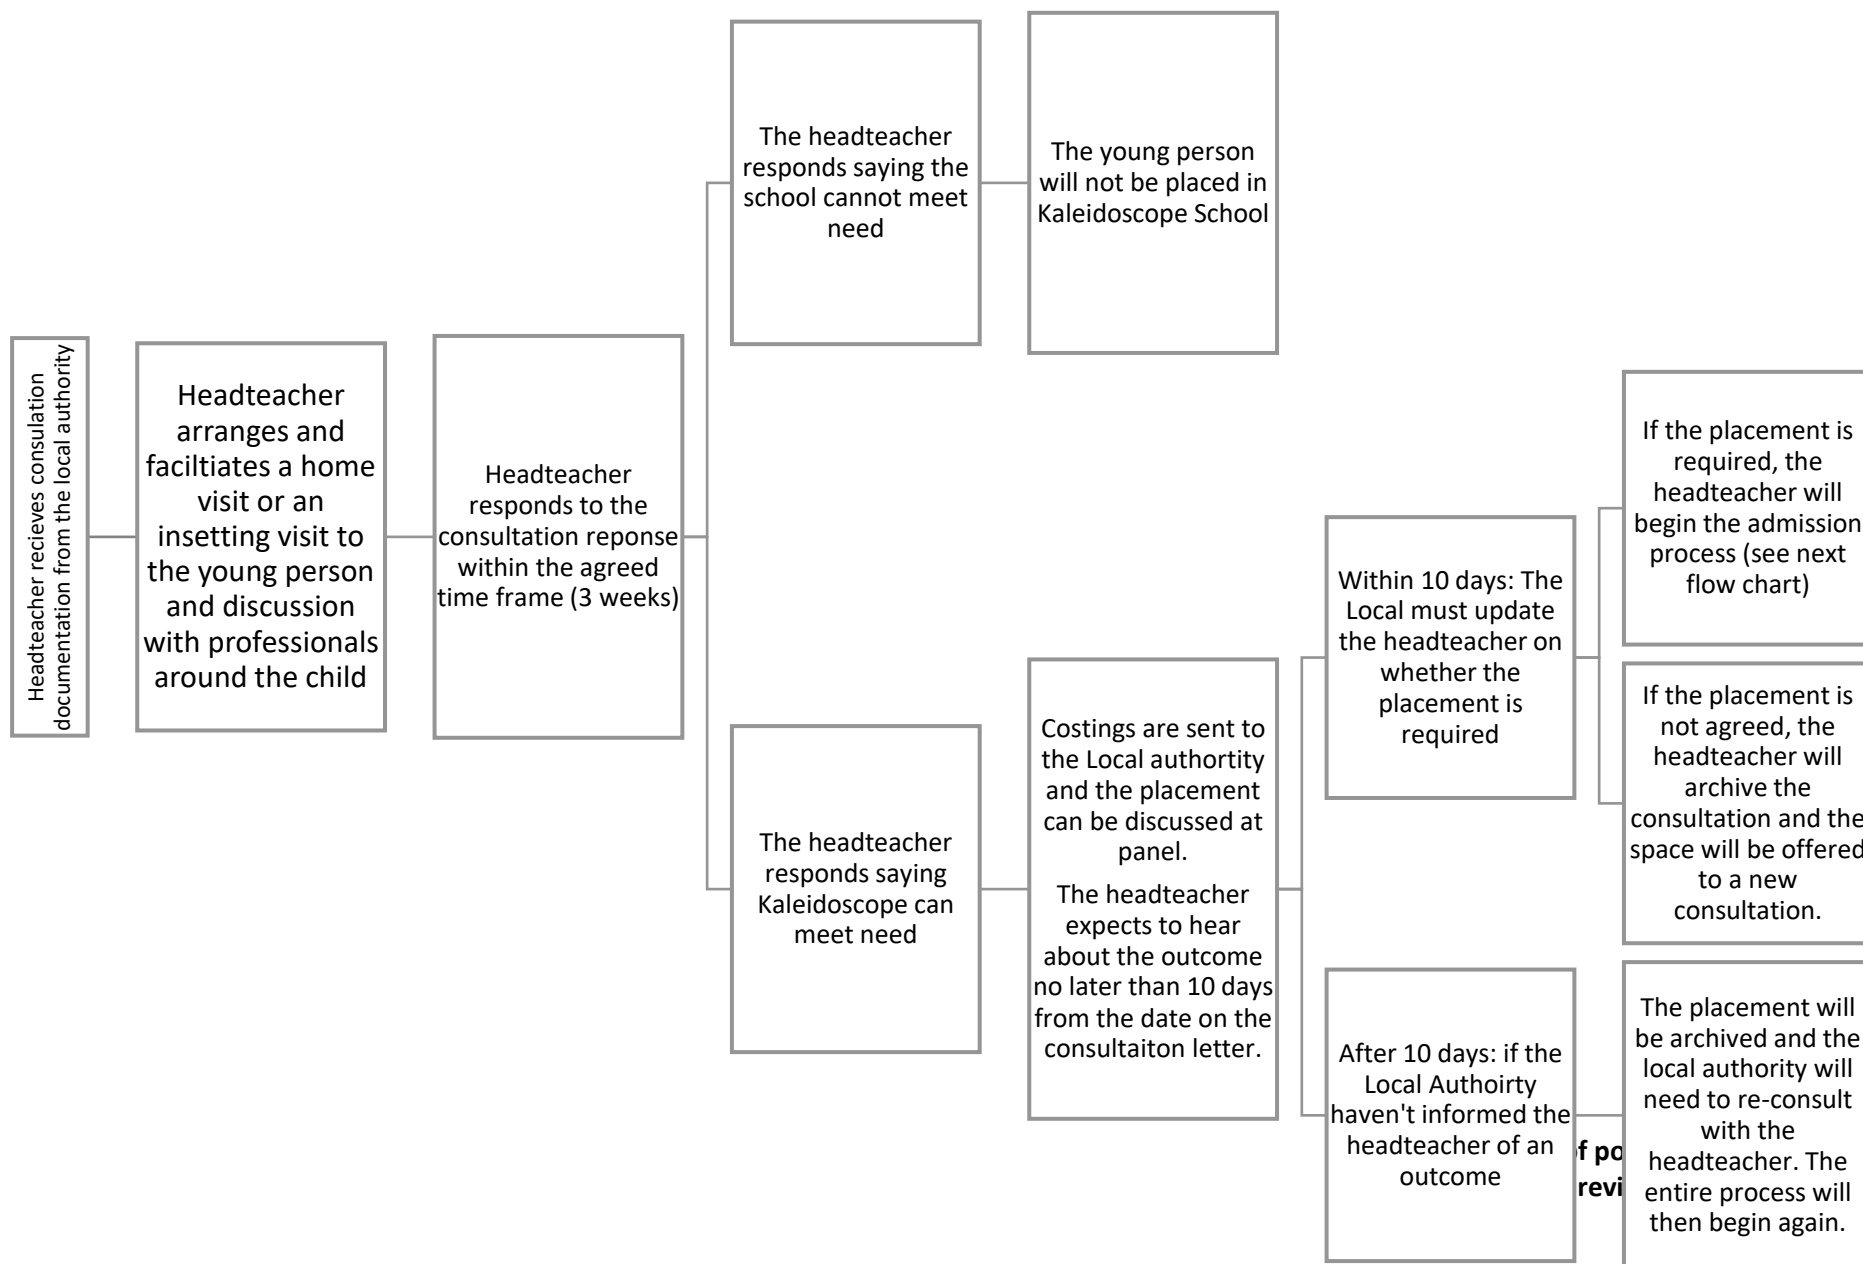 Headteacher recieves consulation
documentation from the local authority
Headteacher
arranges and
faciltiates a home
visit or an
insetting visit to
the young person
and discussion
with professionals
around the child
Headteacher
responds to the
consultation reponse
within the agreed
time frame (3 weeks)
The headteacher
responds saying the
school cannot meet
need
The young person
will not be placed in
Kaleidoscope School
The headteacher
responds saying
Kaleidoscope can
meet need
Costings are sent to
the Local authortity
and the placement
can be discussed at
panel.
The headteacher
expects to hear
about the outcome
no later than 10 days
from the date on the
consultaiton letter.
Within 10 days: The
Local must update
the headteacher on
whether the
placement is
required
If the placement is
required, the
headteacher will
begin the admission
process (see next
flow chart)
If the placement is
not agreed, the
headteacher will
archive the
consultation and the
space will be offered
to a new
consultation.
After 10 days: if the
Local Authoirty
haven't informed the
headteacher of an
outcome
The placement will
be archived and the
local authority will
need to re-consult
with the
headteacher. The
entire process will
then begin again.